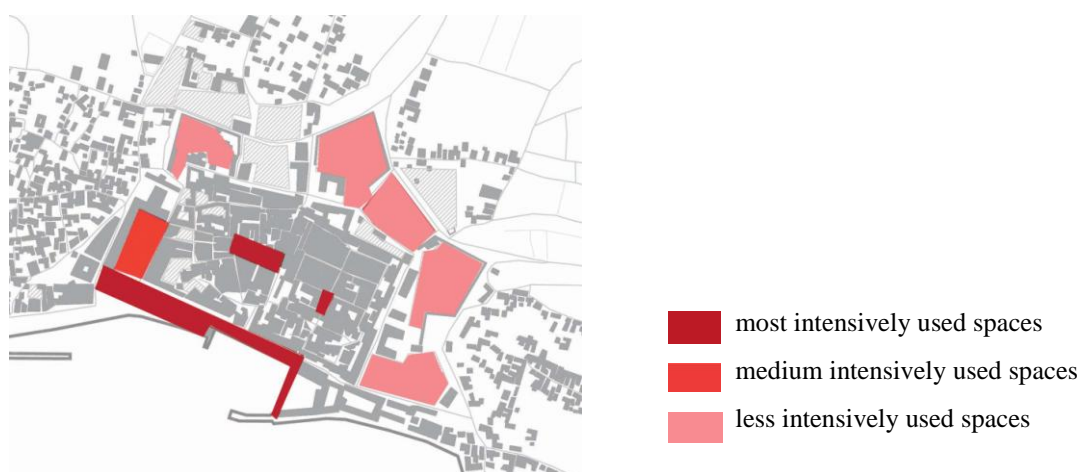 most intensively used spaces
medium intensively used spaces
less intensively used spaces